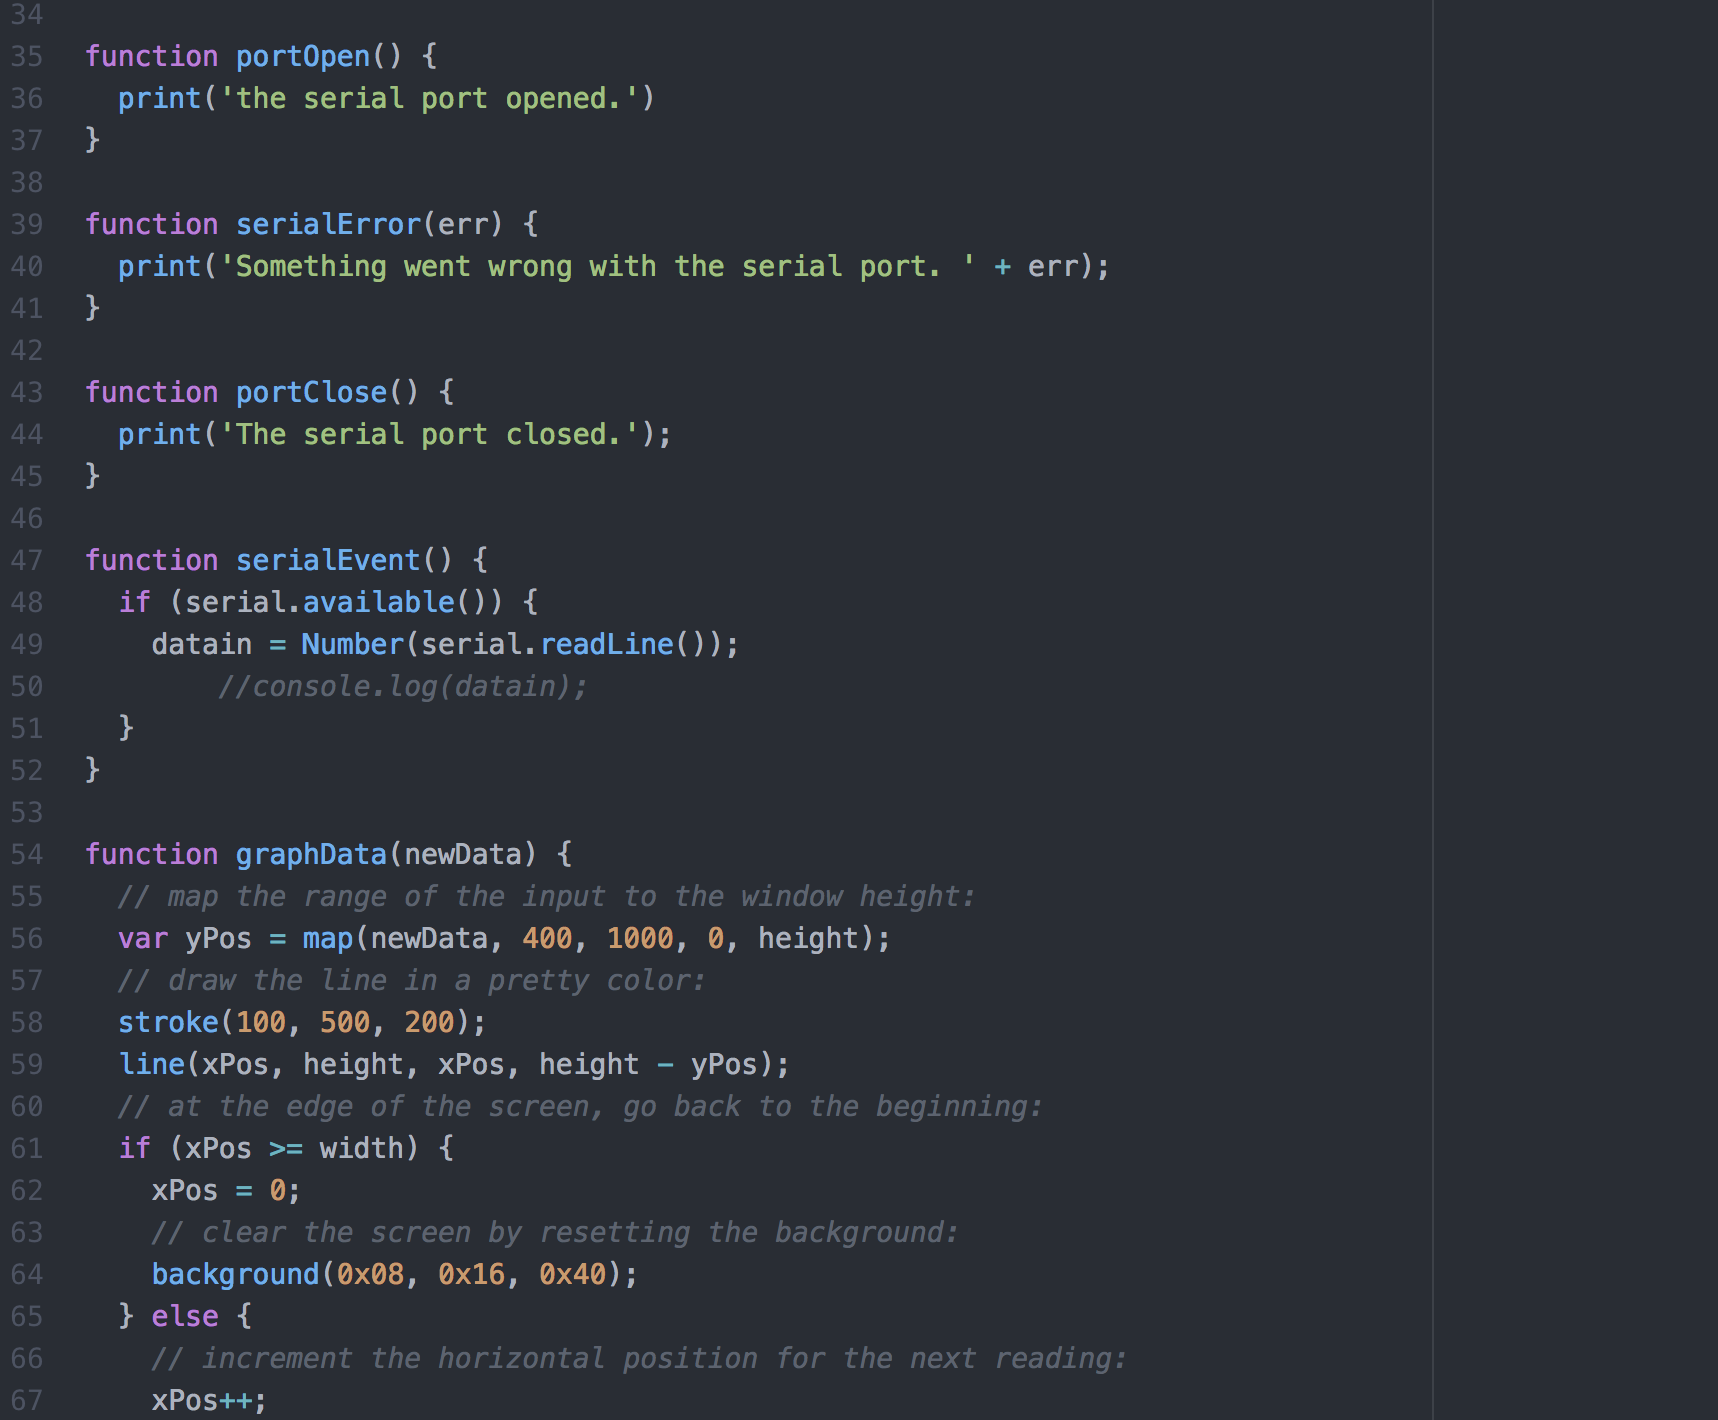 34
35 function portOpen() {
36   print('the serial port opened.')
37 }
38
39 function serialError(err) {
40   print('Something went wrong with the serial port. ' + err);
41 }
42
43 function portClose() {
44   print('The serial port closed.');
45 }
46
47 function serialEvent() {
48   if (serial.available()) {
49     datain = Number(serial.readLine());
50         //console.log(datain);
51   }
52 }
53
54 function graphData(newData) {
55   // map the range of the input to the window height:
56   var yPos = map(newData, 400, 1000, 0, height);
57   // draw the line in a pretty color:
58   stroke(100, 500, 200);
59   line(xPos, height, xPos, height - yPos);
60   // at the edge of the screen, go back to the beginning:
61   if (xPos >= width) {
62     xPos = 0;
63     // clear the screen by resetting the background:
64     background(0x08, 0x16, 0x40);
65   } else {
66     // increment the horizontal position for the next reading:
67     xPos++;